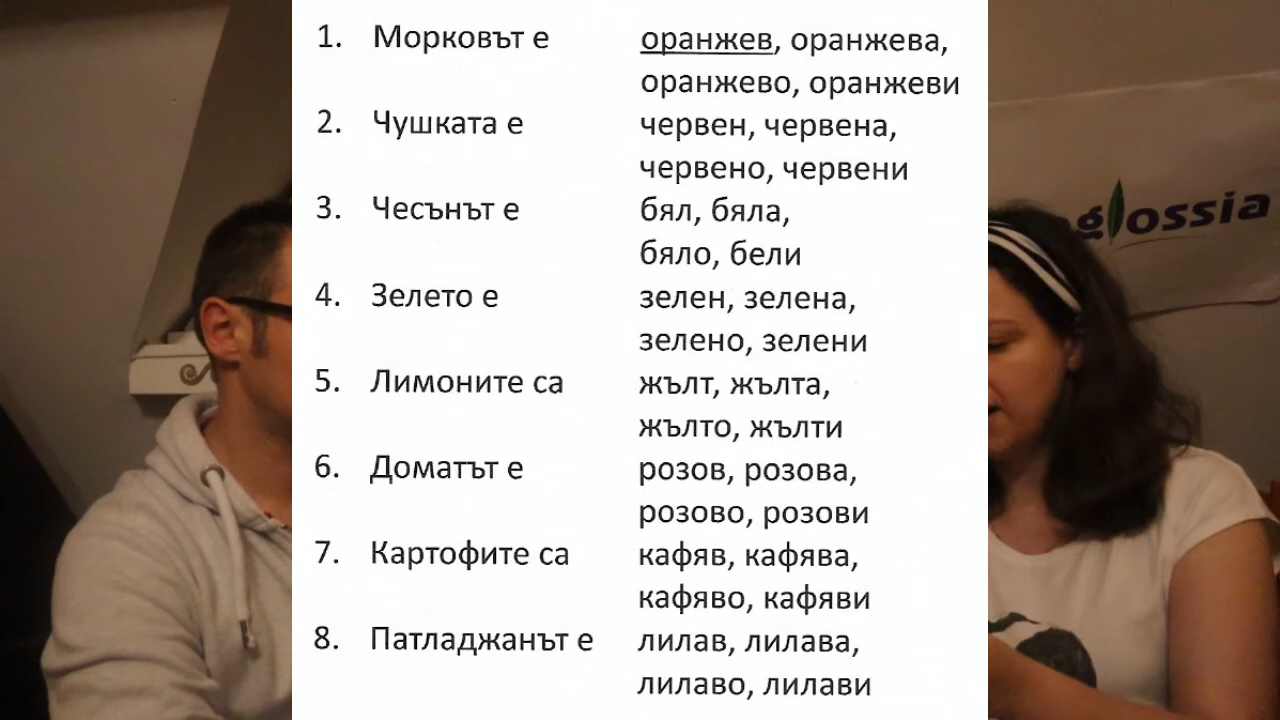 1. Морковът е оранжев, оранжева,
оранжево, оранжеви
2. Чушката е червен, червена,
червено, червени
3. Чесънът е бял, бяла,
бяло, бели
4. Зелето е зелен, зелена,
зелено, зелени
5. Лимоните са жълт, жълта,
жълто, жълти
6. Доматът е розов, розова,
розово, розови
7. Картофите са кафяв, кафява,
кафяво, кафяви
8. Патладжанът е лилав, лилава,
лилаво, лилави
glossia